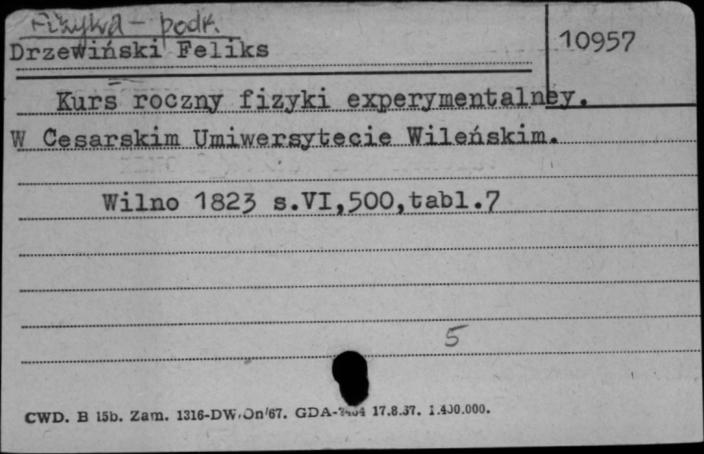 Fizyka - podr.
Drzewiński Feliks
10957
Kurs roczny fizyki experymentalney.
W Cesarskim Umiwersytecie Wileńskim.
Wilno 1823 s.VI,500,tabl.7
5
CWD. B 15b. Zam. 1316-DW.On/67. GDA- 17.8.37. 1.400.000.